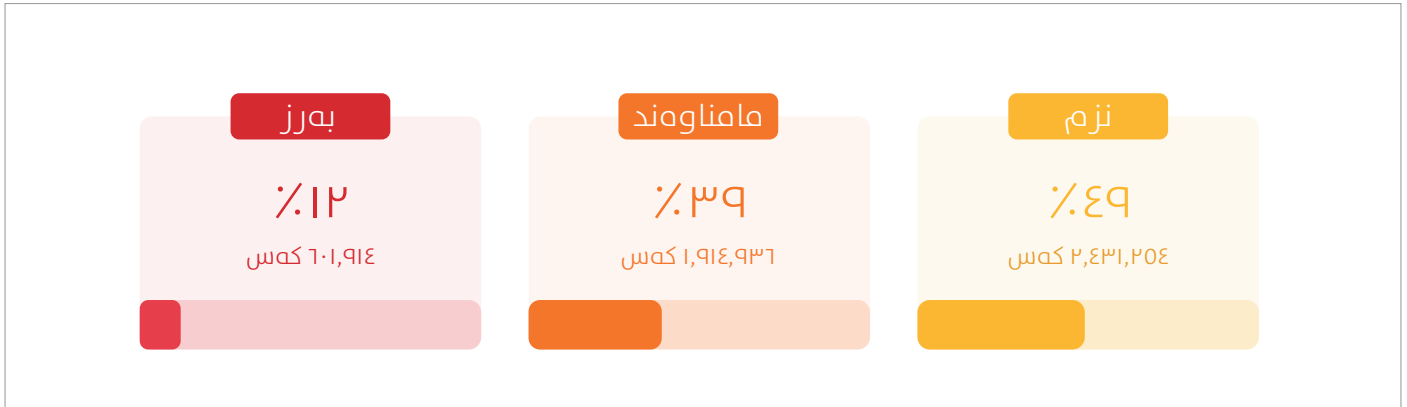 نزم
٪٤٩
٢,٤٣١,٢٥٤ کەس
مامناوەند
٪٣٩
١,٩١٤,٩٣٦ کەس
بەرز
٪١٢
٦٠١,٩١٤ کەس